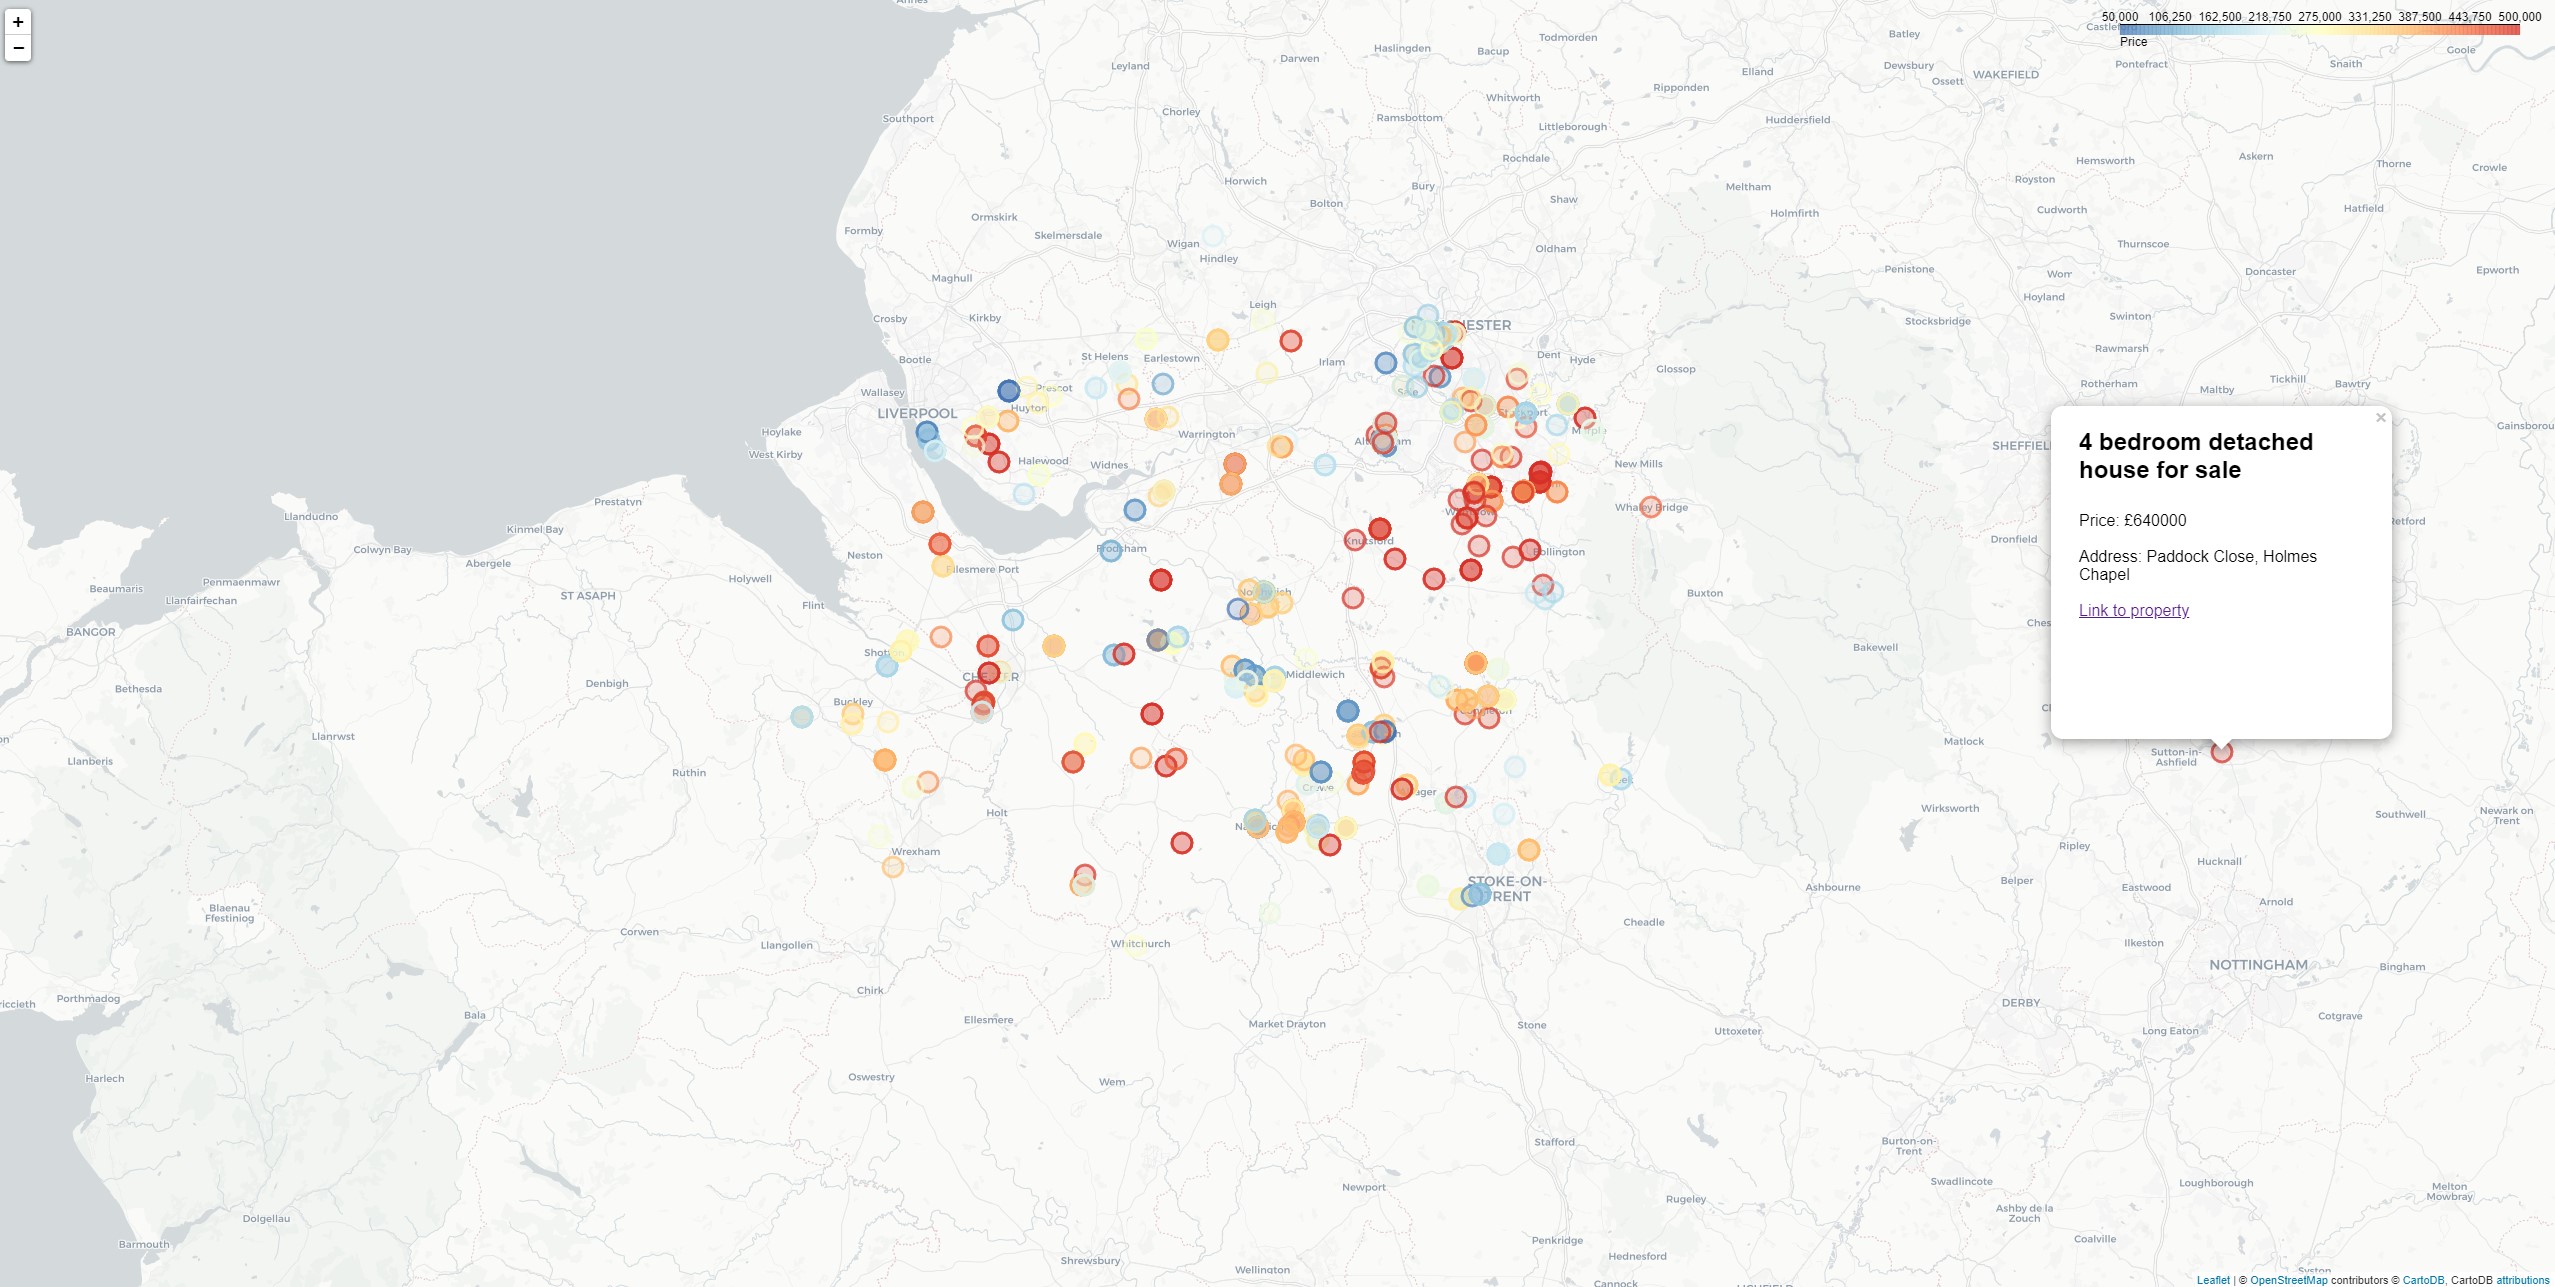 +
−
50,000 106,250 162,500 218,750 275,000 331,250 387,500 443,750 500,000
Price
Leyland
Haslingden
Bacup
Todmorden
Batley
Darwen
Elland
Dewsbury
WAKEFIELD
Pontefract
Snaith
Goole
Ossett
Ripponden
Southport
Chorley
Whitworth
Ramsbottom
Littleborough
Huddersfield
Rochdale
Hemsworth
Askern
Thorne
Crowle
Horwich
Bury
Meltham
Royston
Bolton
Shaw
Holmfirth
Cudworth
Hatfield
Ormskirk
Formby
Skelmersdale
Wigan
Hindley
Oldham
Thurnscoe
Penistone
Doncaster
Epworth
Maghull
Hoyland
Leigh
Crosby
Kirkby
Stocksbridge
Swinton
Rawmarsh
Bootle
St Helens
Earlestown
Irlam
Hyde
Glossop
Rotherham
Maltby
Tickhill
Bawtry
Wallasey
Prescot
Huyton
LIVERPOOL
Hoylake
West Kirby
Warrington
Halewood
Widnes
New Mills
4 bedroom detached
house for sale
×
Price: £640000
Address: Paddock Close, Holmes
Chapel
Link to property
Prestatyn
Llandudno
Kinmel Bay
Colwyn Bay
Abergele
Neston
Ellesmere Port
Frodsham
Knutsford
Bollington
Whaley Bridge
Dronfield
Retford
Beaumaris
Penmaenmawr
Llanfairfechan
ST ASAPH
Holywell
Flint
Buxton
BANGOR
Bakewell
Bethesda
Denbigh
Buckley
Middlewich
Llanrwst
Llanberis
Ruthin
Matlock
Sutton-in-
Ashfield
Holt
Wirksworth
Southwell
Newark on
Trent
Wrexham
Ripley
Hucknall
STOKE-ON-
TRENT
Ashbourne
Belper
Eastwood
Arnold
Blaenau
Ffestiniog
Cheadle
Corwen
Llangollen
Whitchurch
Ilkeston
NOTTINGHAM
Bingham
Chirk
Porthmadog
DERBY
Bala
Ellesmere
Market Drayton
Stone
Uttoxeter
Long Eaton
Cotgrave
Harlech
Oswestry
Wem
Stafford
Burton-on-
Trent
Newport
Rugeley
Swadlincote
Loughborough
Melton
Mowbray
Dolgellau
Ashby de la
Zouch
Barmouth
Penkridge
Hednesford
Coalville
Shrewsbury
Wellington
Cannock
Leaflet | © OpenStreetMap contributors © CartoDB, CartoDB attributions